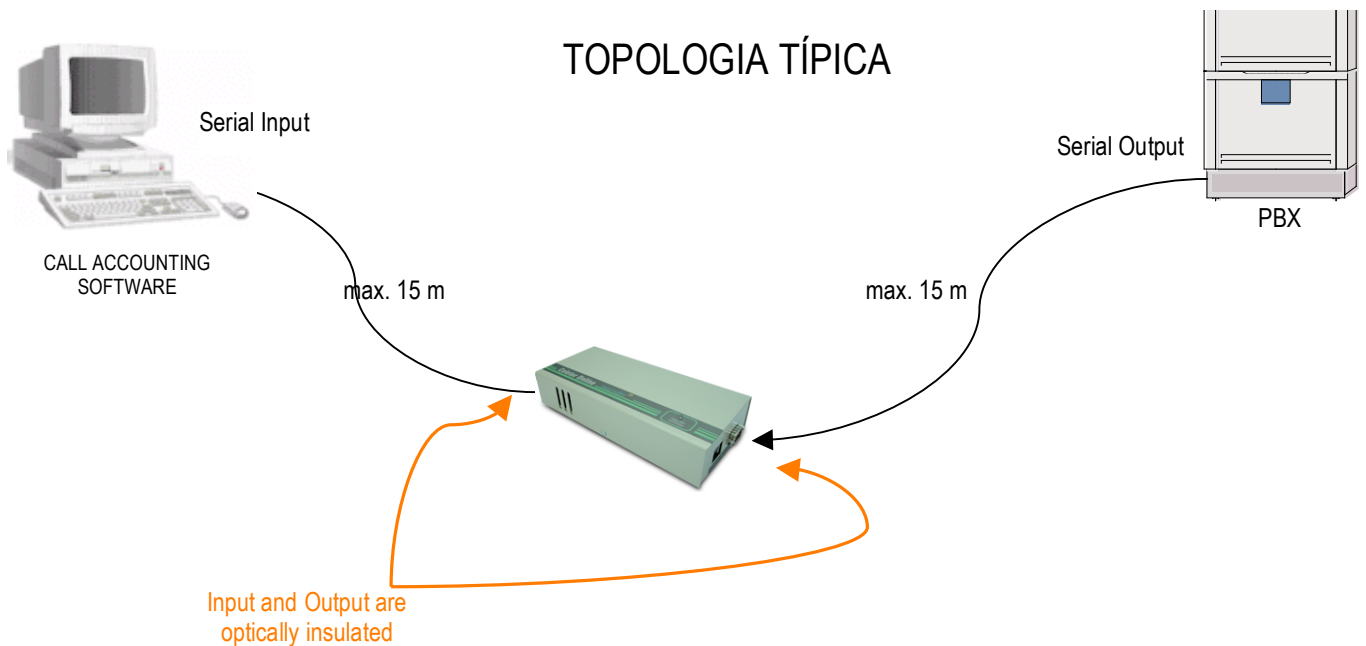 TOPOLOGIA TÍPICA
Serial Input
Serial Output
PBX
CALL ACCOUNTING
SOFTWARE
max. 15 m
max. 15 m
Input and Output are
optically insulated